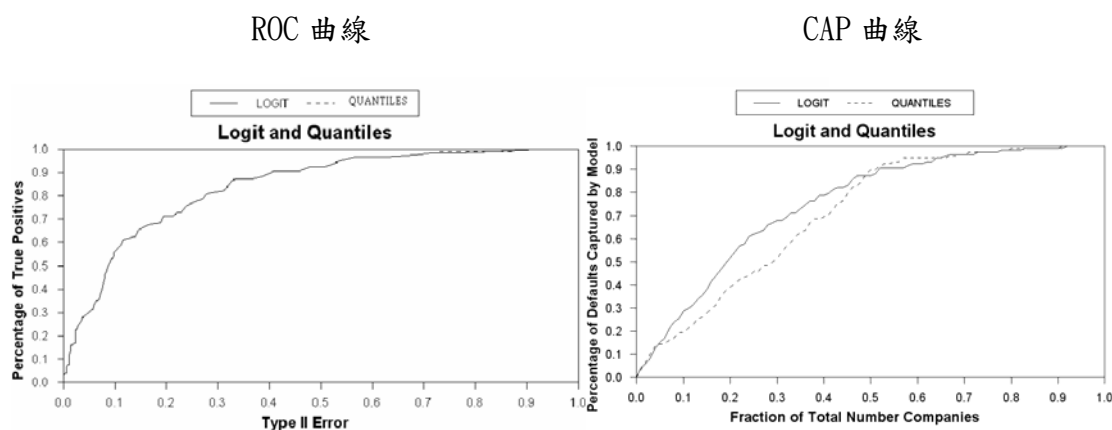 ROC 曲線
CAP 曲線
LOGIT QUANTILES
Logit and Quantiles
Percentage of True Positives
1.0
0.9
0.8
0.7
0.6
0.5
0.4
0.3
0.2
0.1
0.0
0.0 0.1 0.2 0.3 0.4 0.5 0.6 0.7 0.8 0.9 1.0
Type II Error
LOGIT QUANTILES
Logit and Quantiles
Percentage of Defaults Captured by Model
1.0
0.9
0.8
0.7
0.6
0.5
0.4
0.3
0.2
0.1
0.0
0.0 0.1 0.2 0.3 0.4 0.5 0.6 0.7 0.8 0.9 1.0
Fraction of Total Number Companies